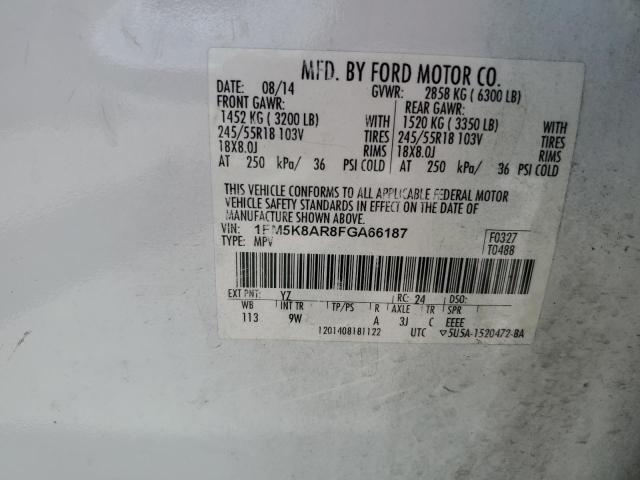 MFD. BY FORD MOTOR CO.
DATE: 08/14 GVWR: 2858 KG ( 6300 LB)
FRONT GAWR: REAR GAWR:
1452 KG ( 3200 LB) WITH 1520 KG ( 3350 LB) WITH
245/55R18 103V TIRES 245/55R18 103V TIRES
18X8.0J RIMS 18X8.0J RIMS
AT 250 kPa/ 36 PSI COLD AT 250 kPa/ 36 PSI COLD
THIS VEHICLE CONFORMS TO ALL APPLICABLE FEDERAL MOTOR
VEHICLE SAFETY STANDARDS IN EFFECT ON THE DATE OF
MANUFACTURE SHOWN ABOVE.
VIN: 1FM5K8AR8FGA66187 F0327
TYPE: MPV T0488
EXT PNT: YZ RC: 24 DSO:
WB INT TR TP/PS R AXLE TR SPR
113 9W A 3J C EEEE
1201408181122 UTC ▽5U5A-1520472-BA